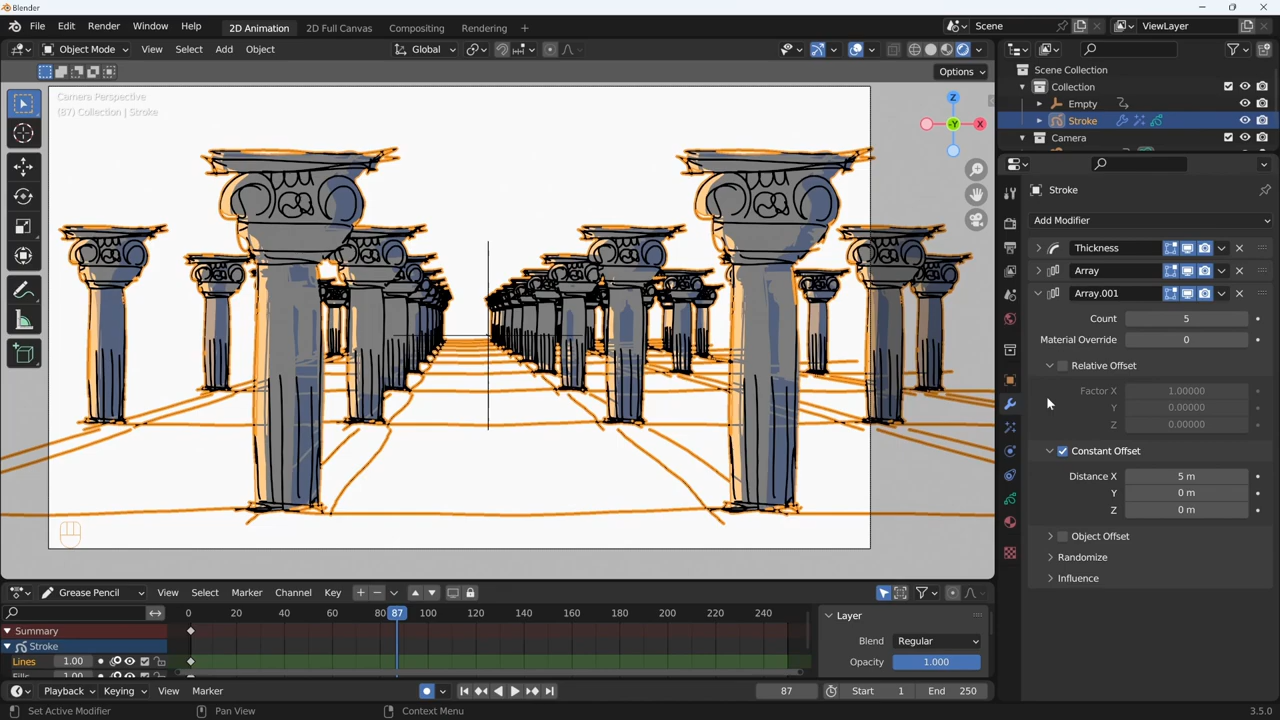 Blender
File Edit Render Window Help 2D Animation 2D Full Canvas Compositing Rendering Scene ViewLayer
Object Mode View Select Add Object Global
Options
Camera Perspective
(87) Collection | Stroke
Z
-Y X
Scene Collection
Collection
Empty
Stroke
Camera
Stroke
Add Modifier
Thickness
Array
Array.001
Count 5
Material Override 0
Relative Offset
Factor X 1.00000
Y 0.00000
Z 0.00000
Constant Offset
Distance X 5 m
Y 0 m
Z 0 m
Object Offset
Randomize
Influence
Grease Pencil View Select Marker Channel Key
0 20 40 60 80 87 100 120 140 160 180 200 220 240
Summary
Stroke
Lines 1.00
Fills 1.00
Layer
Blend Regular
Opacity 1.000
Playback Keying View Marker 87 Start 1 End 250
Set Active Modifier Pan View Context Menu 3.5.0